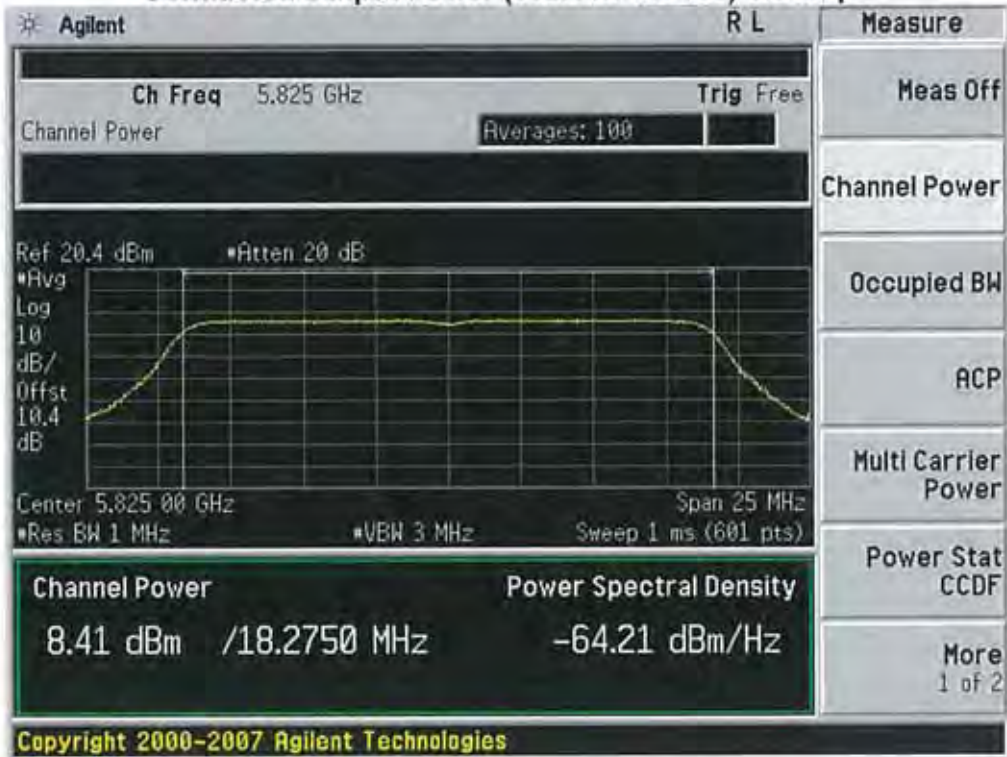 Agilent R L Measure
Ch Freq 5.825 GHz Trig Free
Channel Power Averages: 100
Meas Off
Channel Power
Occupied BW
ACP
Multi Carrier
Power
Power Stat
CCDF
More
1 of 2
Ref 20.4 dBm *Atten 20 dB
*Avg
Log
10
dB/
Offst
10.4
dB
Center 5.825 00 GHz Span 25 MHz
*Res BW 1 MHz *VBW 3 MHz Sweep 1 ms (601 pts)
Channel Power Power Spectral Density
8.41 dBm /18.2750 MHz -64.21 dBm/Hz
Copyright 2000-2007 Agilent Technologies